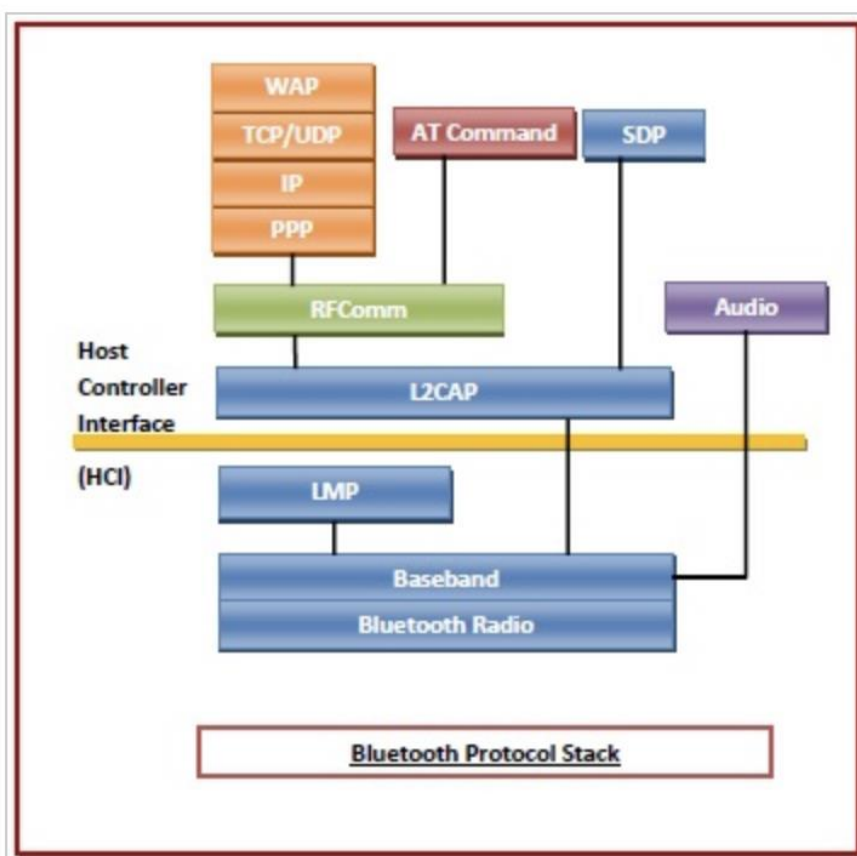 WAP
TCP/UDP
IP
PPP
AT Command
SDP
RFComm
Audio
Host
Controller
Interface
(HCI)
L2CAP
LMP
Baseband
Bluetooth Radio
Bluetooth Protocol Stack